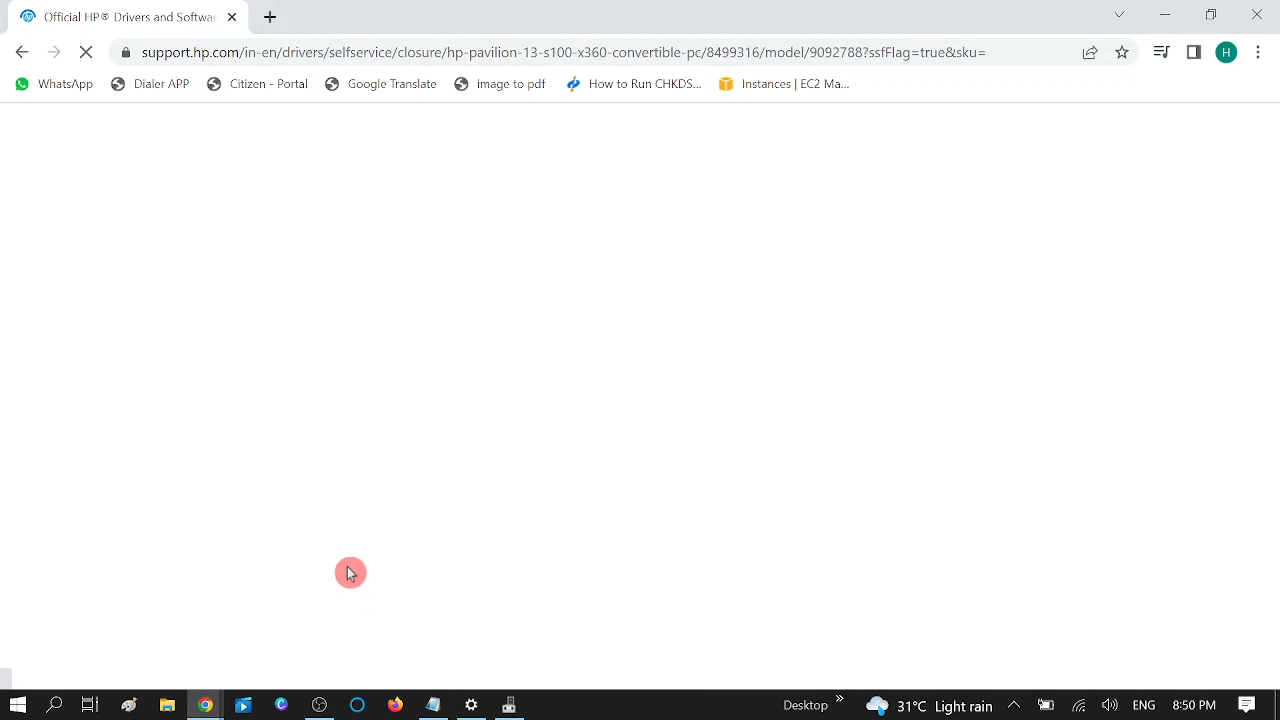 Official HP® Drivers and Softwar
support.hp.com/in-en/drivers/selfservice/closure/hp-pavilion-13-s100-x360-convertible-pc/8499316/model/9092788?ssfFlag=true&sku=
H
WhatsApp Dialer APP Citizen - Portal Google Translate image to pdf How to Run CHKDS... Instances | EC2 Ma...
Desktop 31°C Light rain ENG 8:50 PM